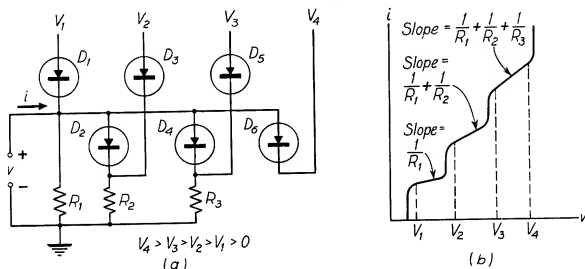 V₁ V₂ V₃ V₄
D₁ D₃ D₅
i
D₂ D₄ D₆
+
v
−
R₁ R₂ R₃
V₄ > V₃ > V₂ > V₁ > 0
(a)
i
Slope = 1/R₁ + 1/R₂ + 1/R₃
Slope =
1/R₁ + 1/R₂
Slope =
1/R₁
V₁ V₂ V₃ V₄ v
(b)